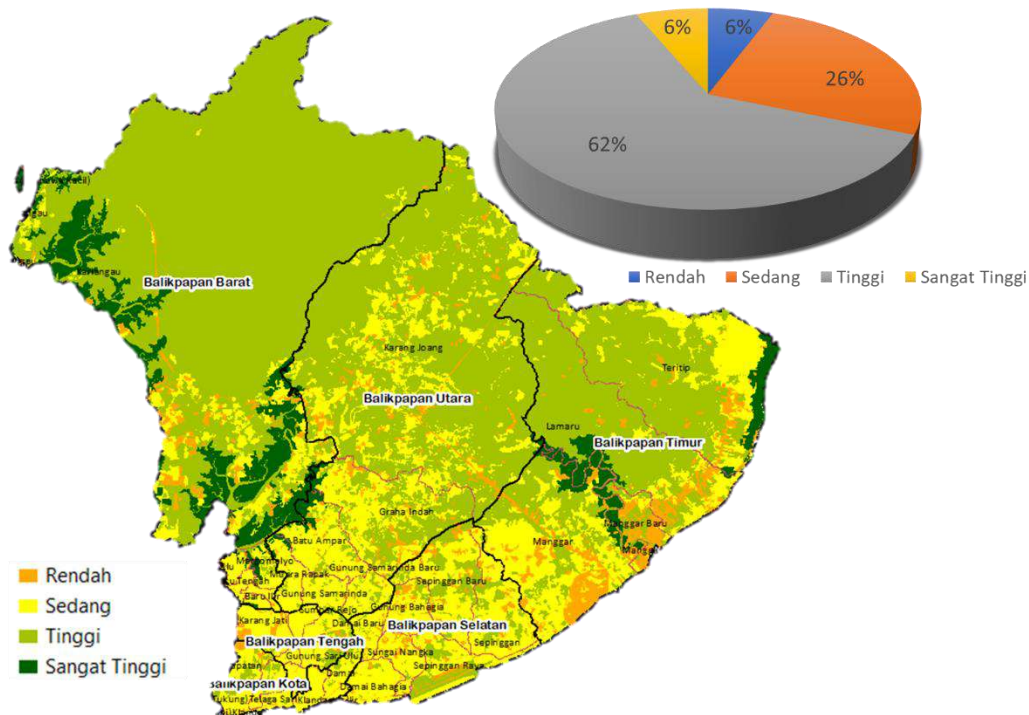 6%
6%
26%
62%
Rendah
Sedang
Tinggi
Sangat Tinggi
Balikpapan Barat
Karang Joang
Teritip
Balikpapan Utara
Lamaru
Balikpapan Timur
Graha Indah
Manggar Baru
Batu Ampar
Manggar
Gunung Samarinda Baru
Sepinggan Baru
Gunung Samarinda
Gunung Bahagia
Karang Jati
Damai Baru
Balikpapan Selatan
Balikpapan Tengah
Sepinggan
Sungai Nangka
Sepinggan Raya
Damai Bahagia
Rendah
Sedang
Tinggi
Sangat Tinggi